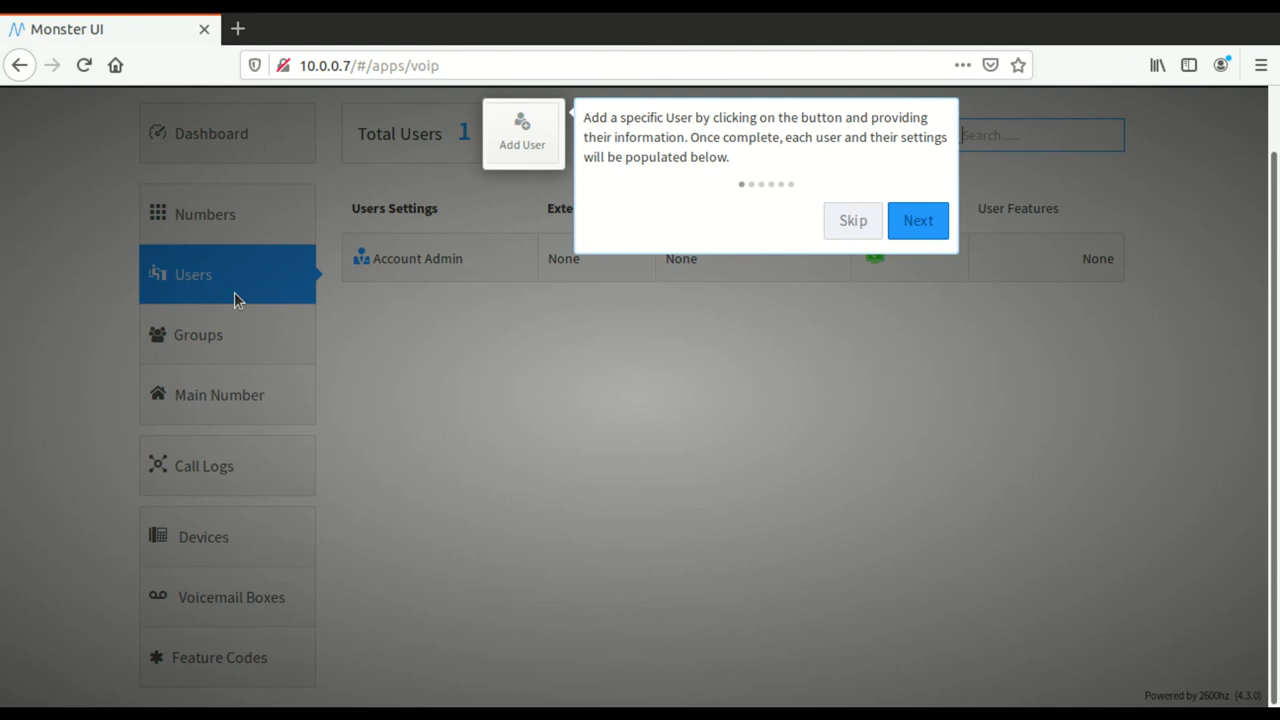 Monster UI
10.0.0.7/#/apps/voip
Dashboard
Numbers
Users
Groups
Main Number
Call Logs
Devices
Voicemail Boxes
Feature Codes
Total Users 1
Add User
Add a specific User by clicking on the button and providing
their information. Once complete, each user and their settings
will be populated below.
Skip
Next
Search......
Users Settings
Exte
User Features
Account Admin
None
None
None
Powered by 2600hz (4.3.0)